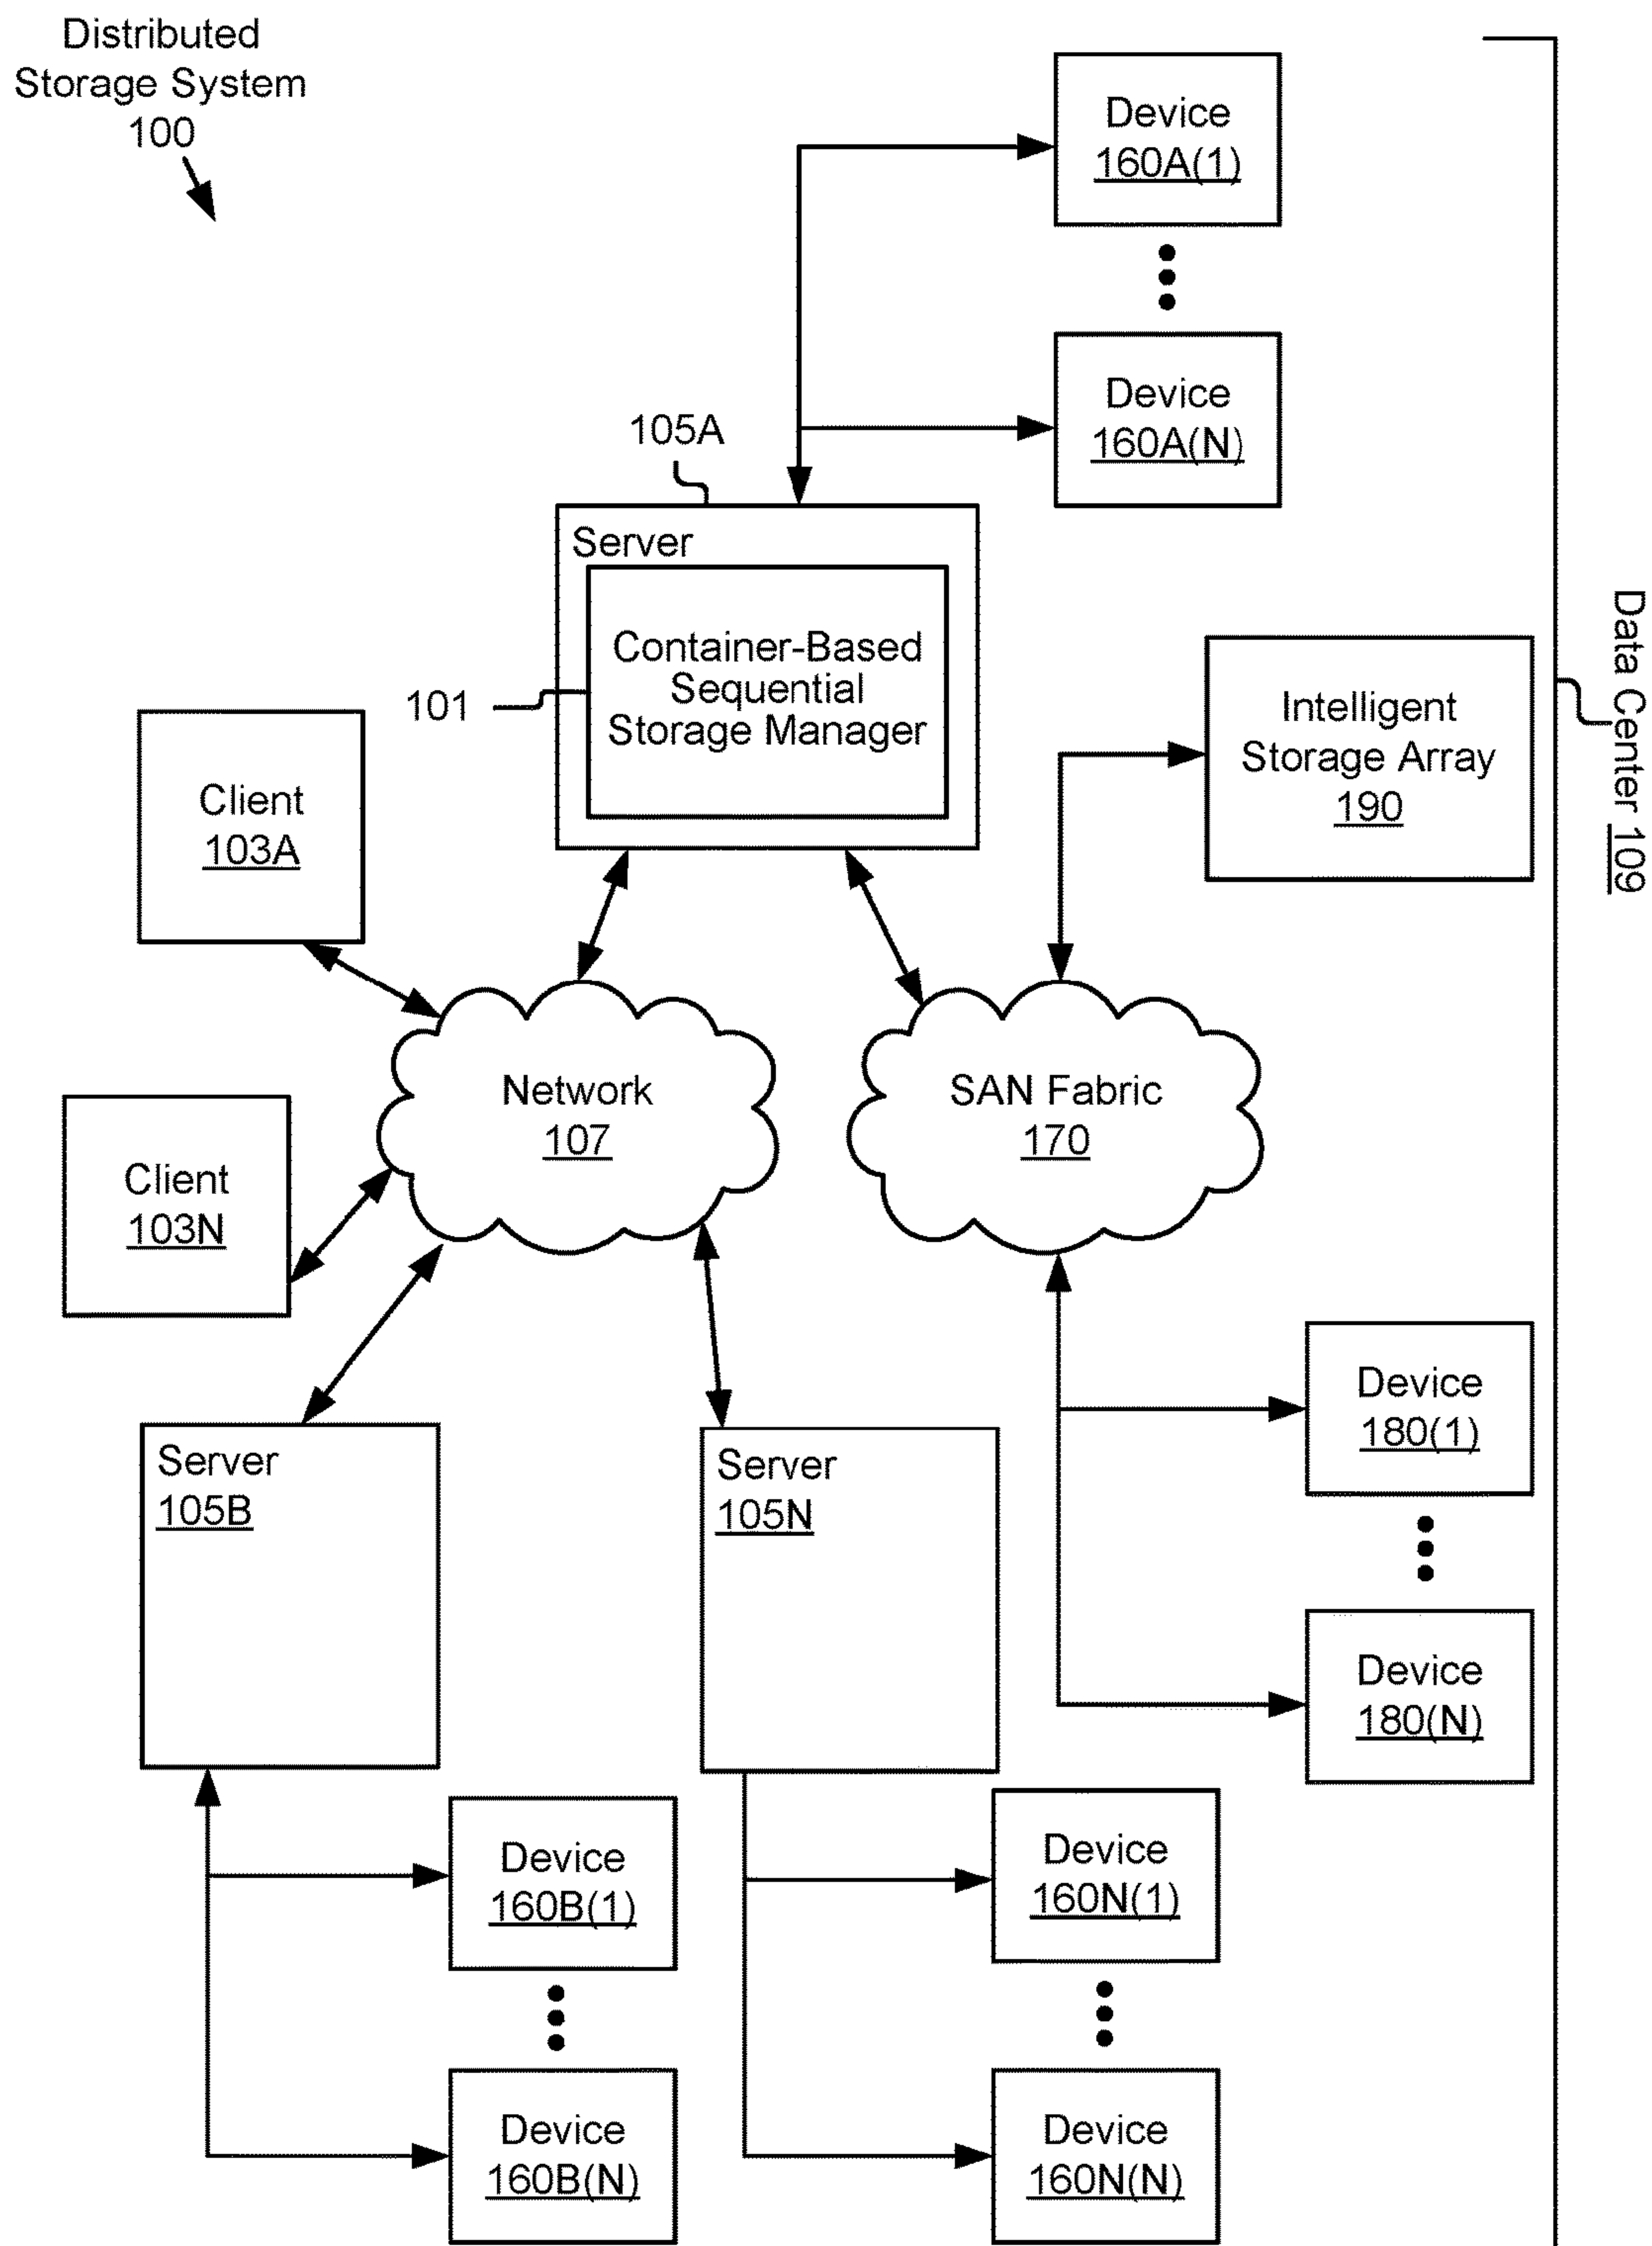 Distributed
Storage System
100
Device
160A(1)
Device
160A(N)
105A
Server
Container-Based
Sequential
Storage Manager
101
Intelligent
Storage Array
190
Data Center 109
Client
103A
Network
107
SAN Fabric
170
Client
103N
Device
180(1)
Server
105B
Server
105N
Device
180(N)
Device
160B(1)
Device
160N(1)
Device
160B(N)
Device
160N(N)